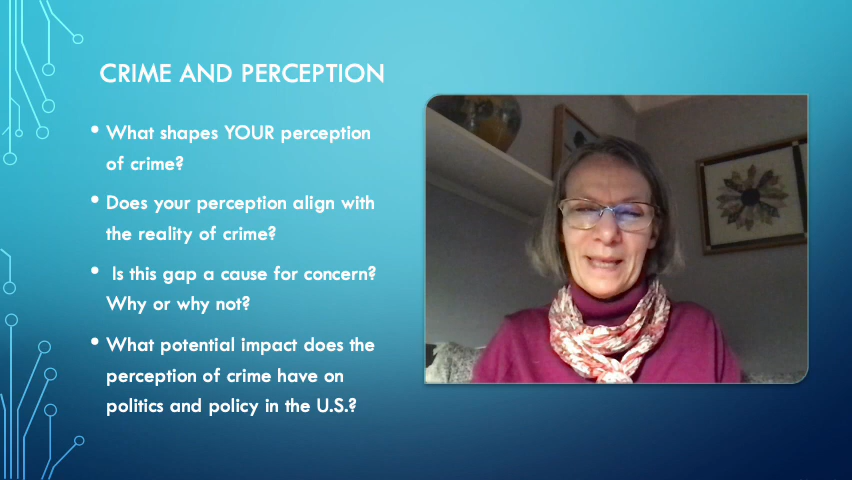 CRIME AND PERCEPTION
• What shapes YOUR perception
of crime?
• Does your perception align with
the reality of crime?
• Is this gap a cause for concern?
Why or why not?
• What potential impact does the
perception of crime have on
politics and policy in the U.S.?